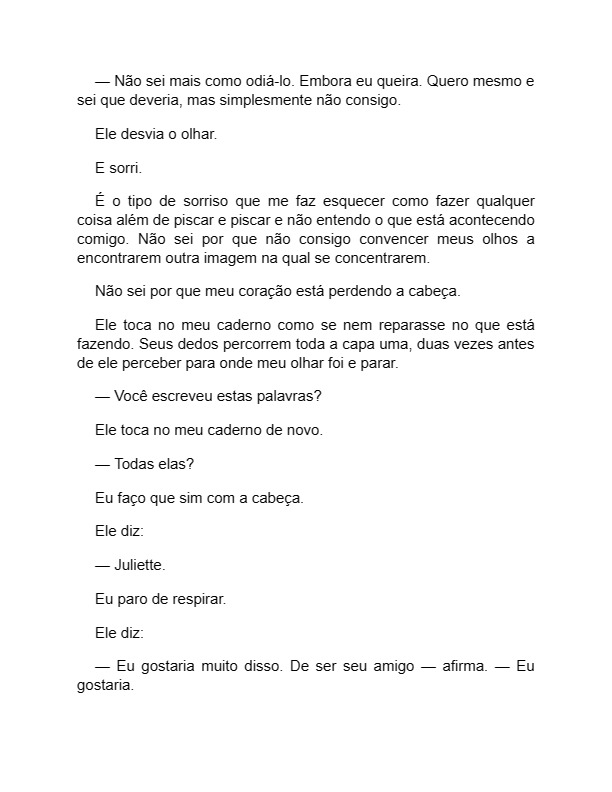 — Não sei mais como odiá-lo. Embora eu queira. Quero mesmo e
sei que deveria, mas simplesmente não consigo.
Ele desvia o olhar.
E sorri.
É o tipo de sorriso que me faz esquecer como fazer qualquer
coisa além de piscar e piscar e não entendo o que está acontecendo
comigo. Não sei por que não consigo convencer meus olhos a
encontrarem outra imagem na qual se concentrarem.
Não sei por que meu coração está perdendo a cabeça.
Ele toca no meu caderno como se nem reparasse no que está
fazendo. Seus dedos percorrem toda a capa uma, duas vezes antes
de ele perceber para onde meu olhar foi e parar.
— Você escreveu estas palavras?
Ele toca no meu caderno de novo.
— Todas elas?
Eu faço que sim com a cabeça.
Ele diz:
— Juliette.
Eu paro de respirar.
Ele diz:
— Eu gostaria muito disso. De ser seu amigo — afirma. — Eu
gostaria.